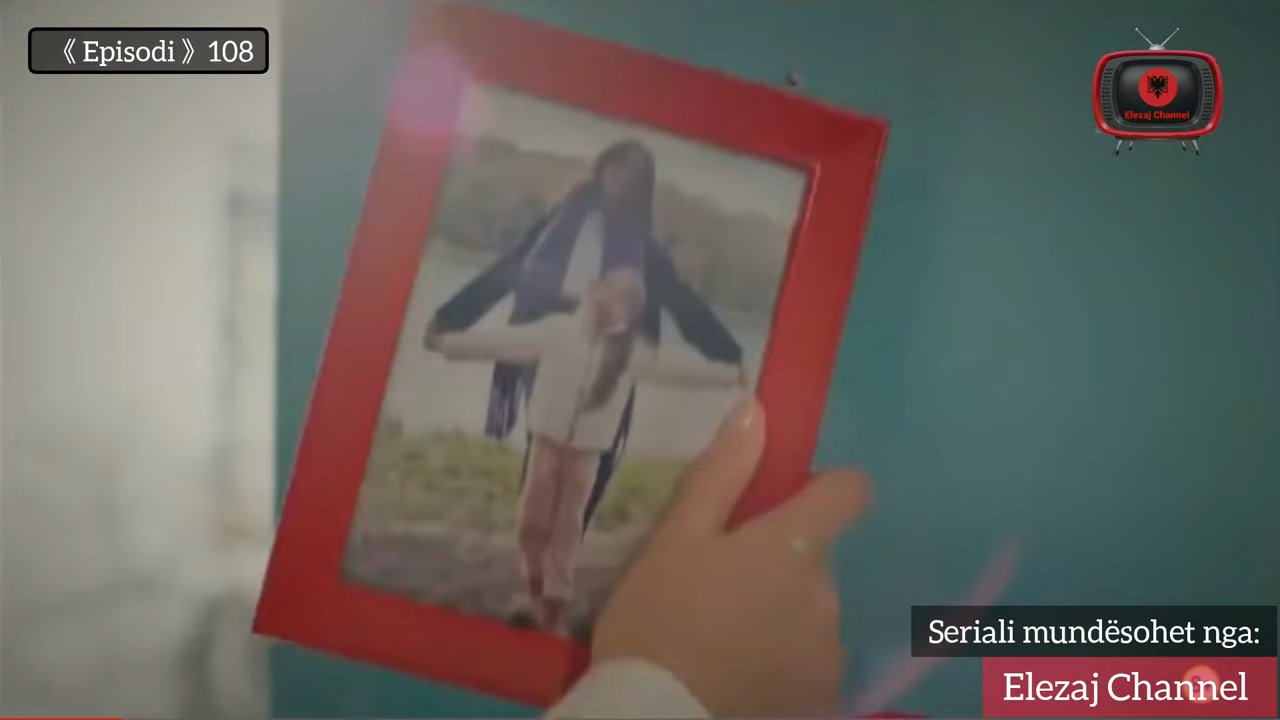 《 Episodi 》 108
Elezaj Channel
Seriali mundësohet nga:
Elezaj Channel